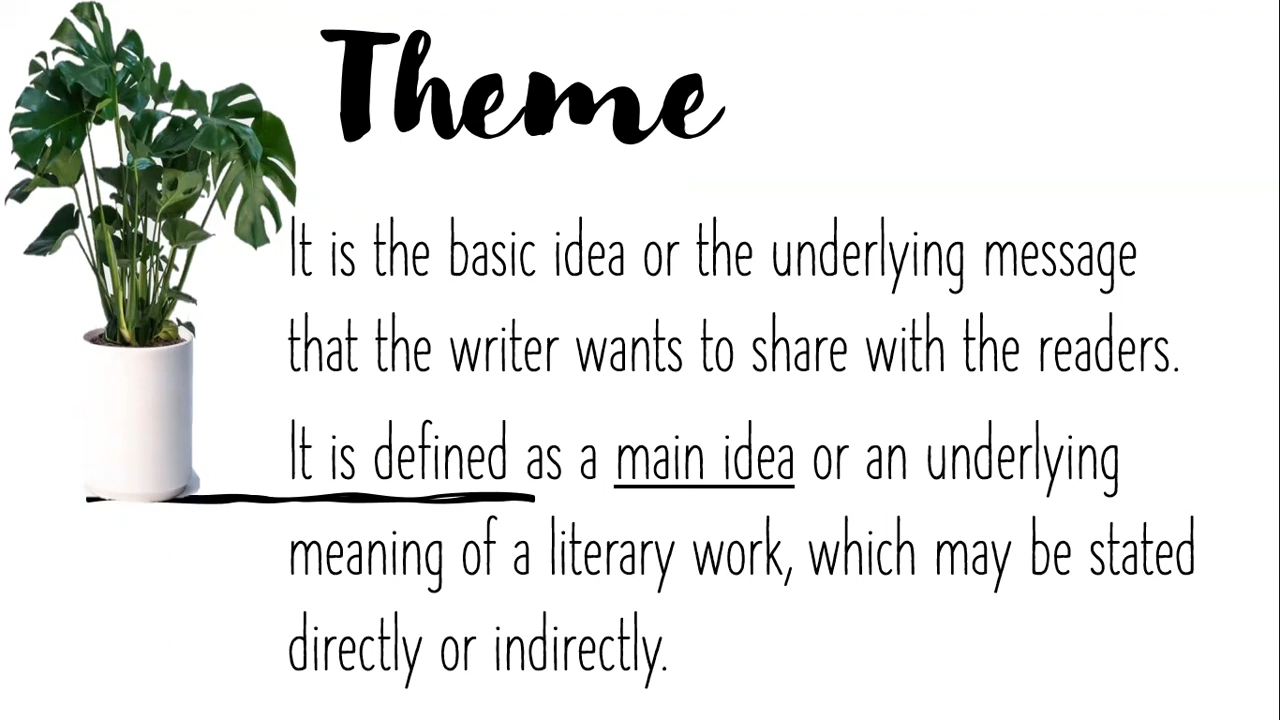 Theme
It is the basic idea or the underlying message
that the writer wants to share with the readers.
It is defined as a main idea or an underlying
meaning of a literary work, which may be stated
directly or indirectly.